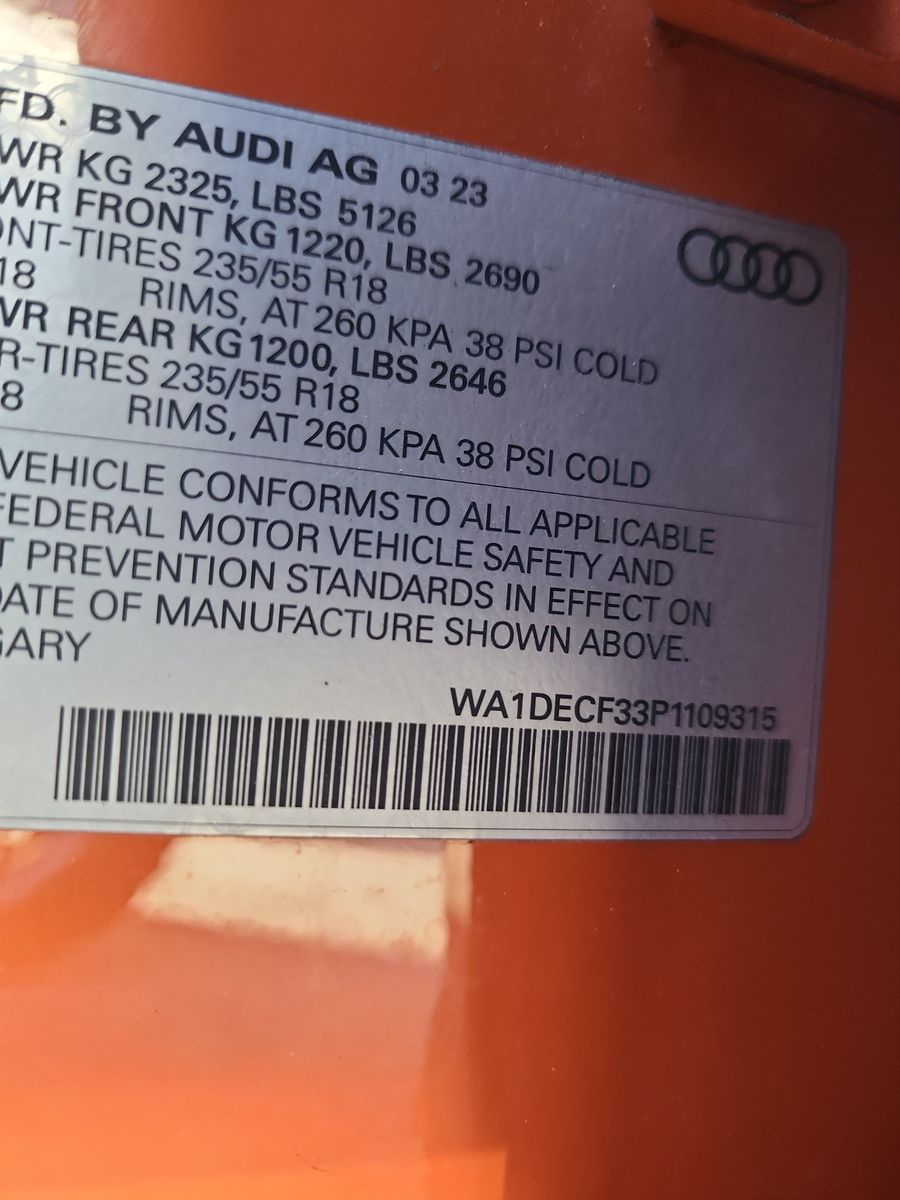 FD. BY AUDI AG 03 23
WR KG 2325, LBS 5126
WR FRONT KG 1220, LBS 2690
ONT-TIRES 235/55 R18
18 RIMS, AT 260 KPA 38 PSI COLD
WR REAR KG 1200, LBS 2646
R-TIRES 235/55 R18
8 RIMS, AT 260 KPA 38 PSI COLD
VEHICLE CONFORMS TO ALL APPLICABLE
FEDERAL MOTOR VEHICLE SAFETY AND
T PREVENTION STANDARDS IN EFFECT ON
DATE OF MANUFACTURE SHOWN ABOVE.
GARY
WA1DECF33P1109315